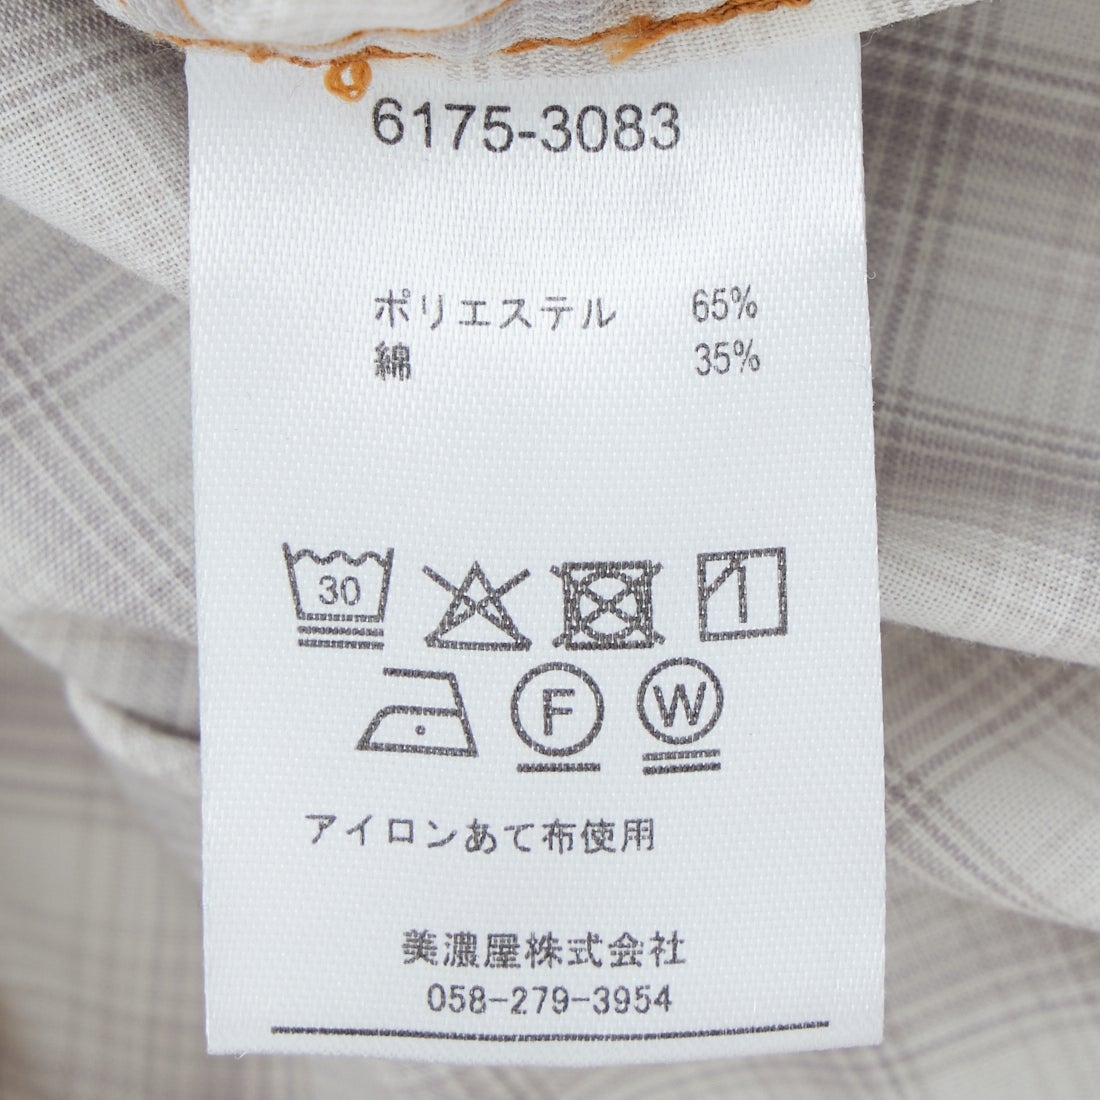 6175-3083
ポリエステル 65%
綿 35%
30
F W
アイロンあて布使用
美濃屋株式会社
058-279-3954